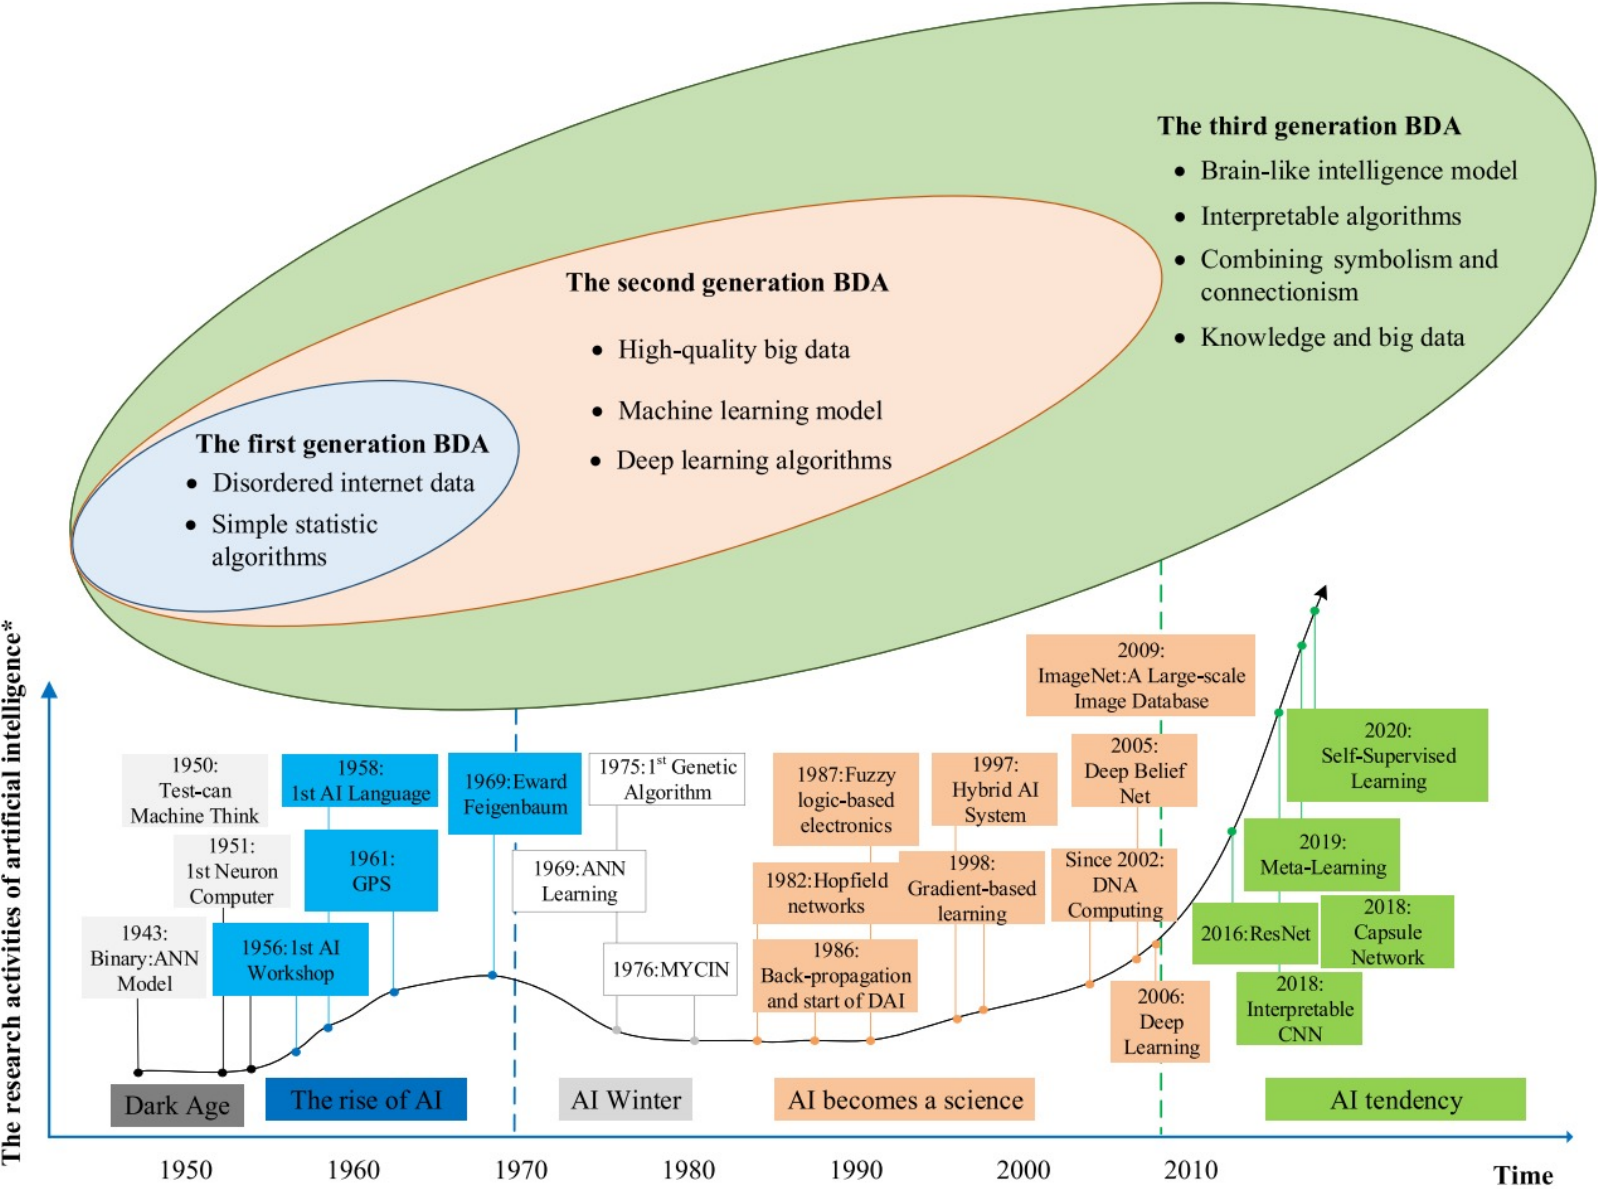 The third generation BDA
• Brain-like intelligence model
• Interpretable algorithms
• Combining symbolism and
connectionism
• Knowledge and big data
The second generation BDA
• High-quality big data
• Machine learning model
• Deep learning algorithms
The first generation BDA
• Disordered internet data
• Simple statistic
algorithms
The research activities of artificial intelligence*
1950:
Test-can
Machine Think
1951:
1st Neuron
Computer
1943:
Binary:ANN
Model
1958:
1st AI Language
1961:
GPS
1956:1st AI
Workshop
1969:Eward
Feigenbaum
1975:1st Genetic
Algorithm
1969:ANN
Learning
1976:MYCIN
1987:Fuzzy
logic-based
electronics
1982:Hopfield
networks
1986:
Back-propagation
and start of DAI
1997:
Hybrid AI
System
1998:
Gradient-based
learning
2009:
ImageNet:A Large-scale
Image Database
2005:
Deep Belief
Net
Since 2002:
DNA
Computing
2006:
Deep
Learning
2020:
Self-Supervised
Learning
2019:
Meta-Learning
2016:ResNet
2018:
Capsule
Network
2018:
Interpretable
CNN
Dark Age
The rise of AI
AI Winter
AI becomes a science
AI tendency
1950
1960
1970
1980
1990
2000
2010
Time